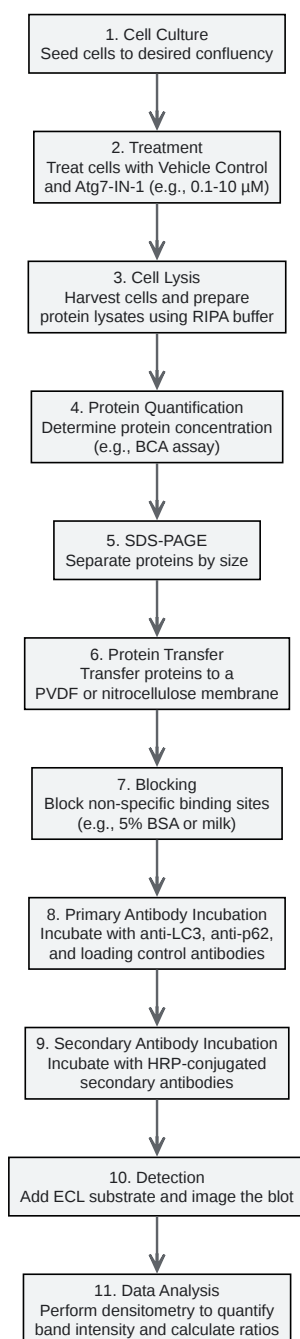 1. Cell Culture
Seed cells to desired confluency
2. Treatment
Treat cells with Vehicle Control
and Atg7-IN-1 (e.g., 0.1-10 µM)
3. Cell Lysis
Harvest cells and prepare
protein lysates using RIPA buffer
4. Protein Quantification
Determine protein concentration
(e.g., BCA assay)
5. SDS-PAGE
Separate proteins by size
6. Protein Transfer
Transfer proteins to a
PVDF or nitrocellulose membrane
7. Blocking
Block non-specific binding sites
(e.g., 5% BSA or milk)
8. Primary Antibody Incubation
Incubate with anti-LC3, anti-p62,
and loading control antibodies
9. Secondary Antibody Incubation
Incubate with HRP-conjugated
secondary antibodies
10. Detection
Add ECL substrate and image the blot
11. Data Analysis
Perform densitometry to quantify
band intensity and calculate ratios